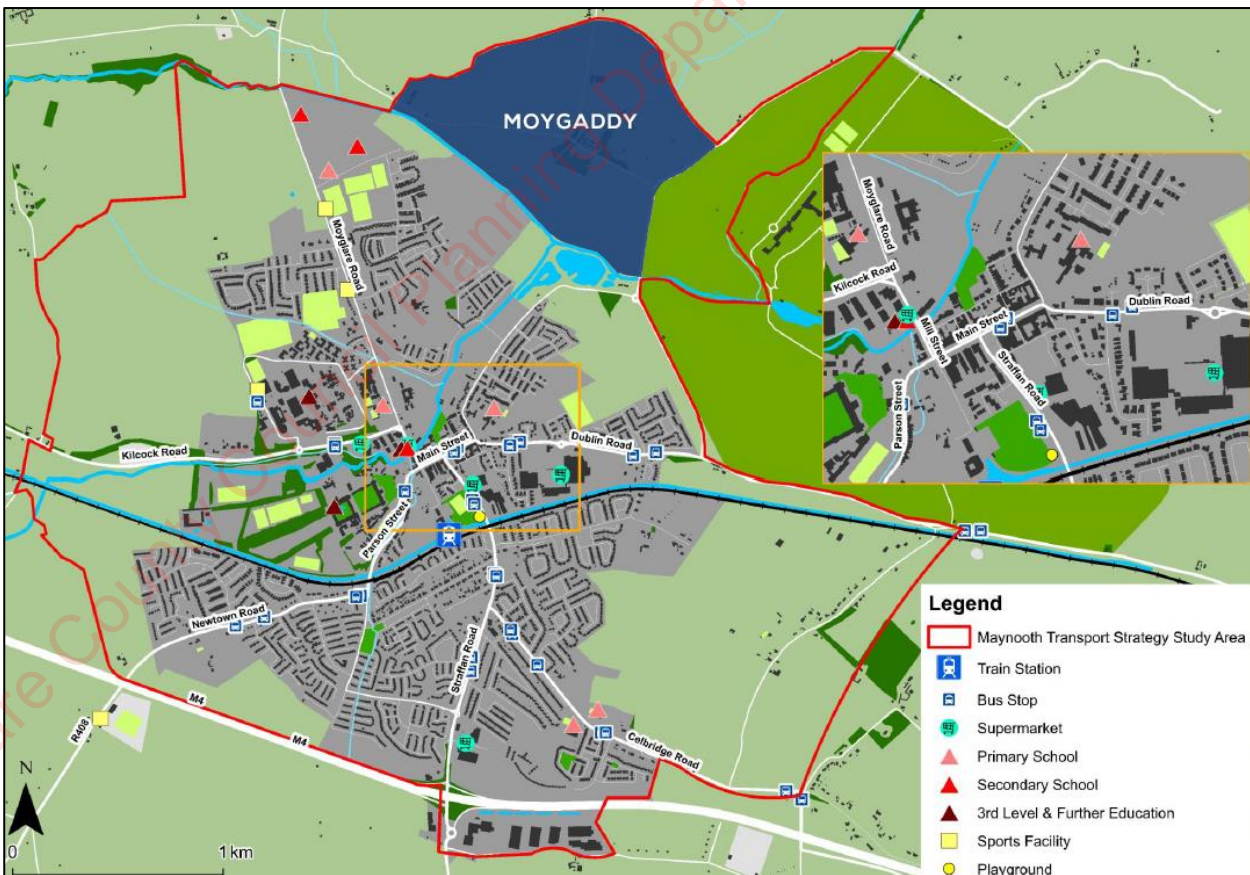 MOYGADDY
Moyglare Road
Kilcock Road
Main Street
Dublin Road
Parson Street
Newtown Road
Straffan Road
Celbridge Road
M4
M4
R408
N
0
1 km
Moyglare Road
Kilcock Road
Mill Street
Main Street
Dublin Road
Straffan Road
Parson Street
Legend
Maynooth Transport Strategy Study Area
Train Station
Bus Stop
Supermarket
Primary School
Secondary School
3rd Level & Further Education
Sports Facility
Playground